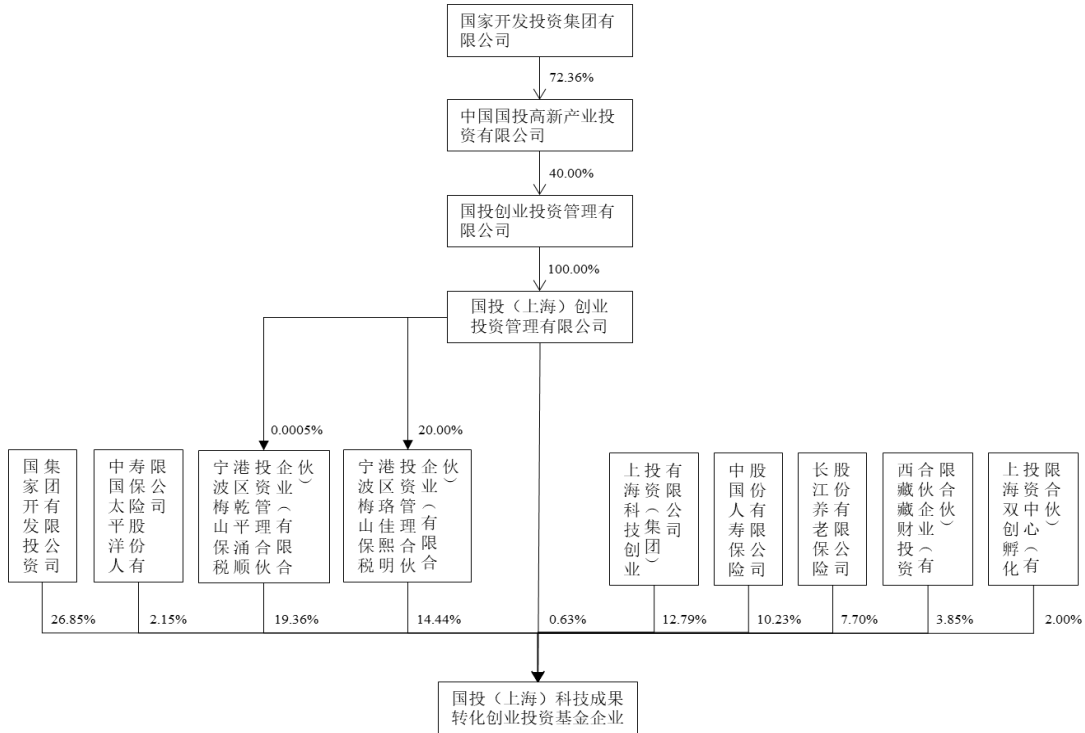 国家开发投资集团有
限公司
72.36%
中国国投高新产业投
资有限公司
40.00%
国投创业投资管理有
限公司
100.00%
国投（上海）创业
投资管理有限公司
0.0005%
20.00%
国家开发投资
集团有限公司
中国太平洋人
寿保险股份有
限公司
宁波梅山保税
港区乾平涌顺
投资管理合伙
企业（有限合
伙）
宁波梅山保税
港区珞佳熙明
投资管理合伙
企业（有限合
伙）
上海科技创业
投资（集团）
有限公司
中国人寿保险
股份有限公司
长江养老保险
股份有限公司
西藏藏财投资
合伙企业（有
限合伙）
上海双创孵化
投资中心（有
限合伙）
26.85%
2.15%
19.36%
14.44%
0.63%
12.79%
10.23%
7.70%
3.85%
2.00%
国投（上海）科技成果
转化创业投资基金企业